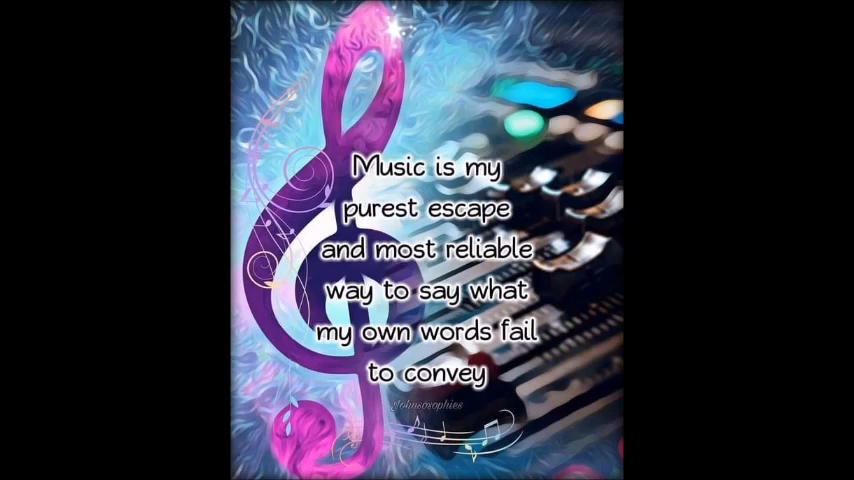 Music is my
purest escape
and most reliable
way to say what
my own words fail
to convey